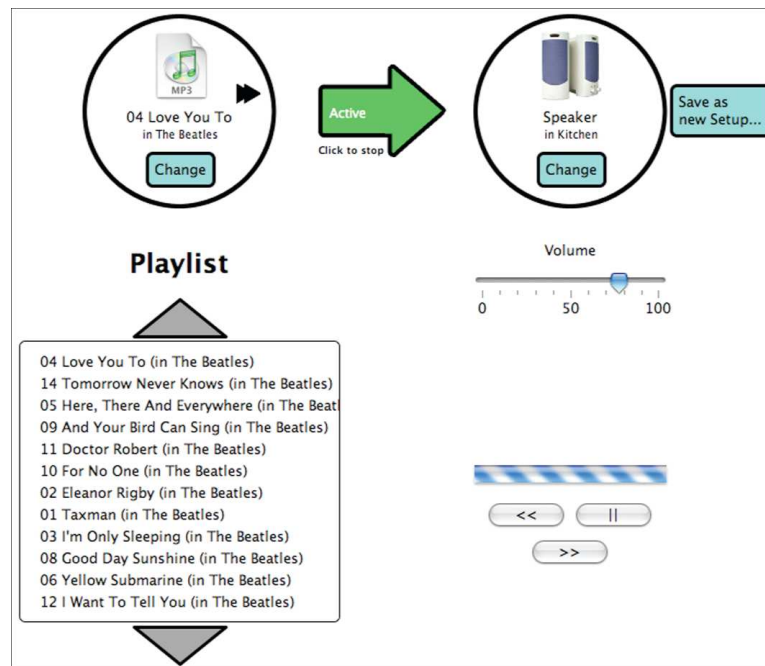 MP3
04 Love You To
in The Beatles
Change
Active
Click to stop
Speaker
in Kitchen
Change
Save as
new Setup...
Playlist
04 Love You To (in The Beatles)
14 Tomorrow Never Knows (in The Beatles)
05 Here, There And Everywhere (in The Beatl
09 And Your Bird Can Sing (in The Beatles)
11 Doctor Robert (in The Beatles)
10 For No One (in The Beatles)
02 Eleanor Rigby (in The Beatles)
01 Taxman (in The Beatles)
03 I'm Only Sleeping (in The Beatles)
08 Good Day Sunshine (in The Beatles)
06 Yellow Submarine (in The Beatles)
12 I Want To Tell You (in The Beatles)
Volume
0 50 100
<< ||
>>